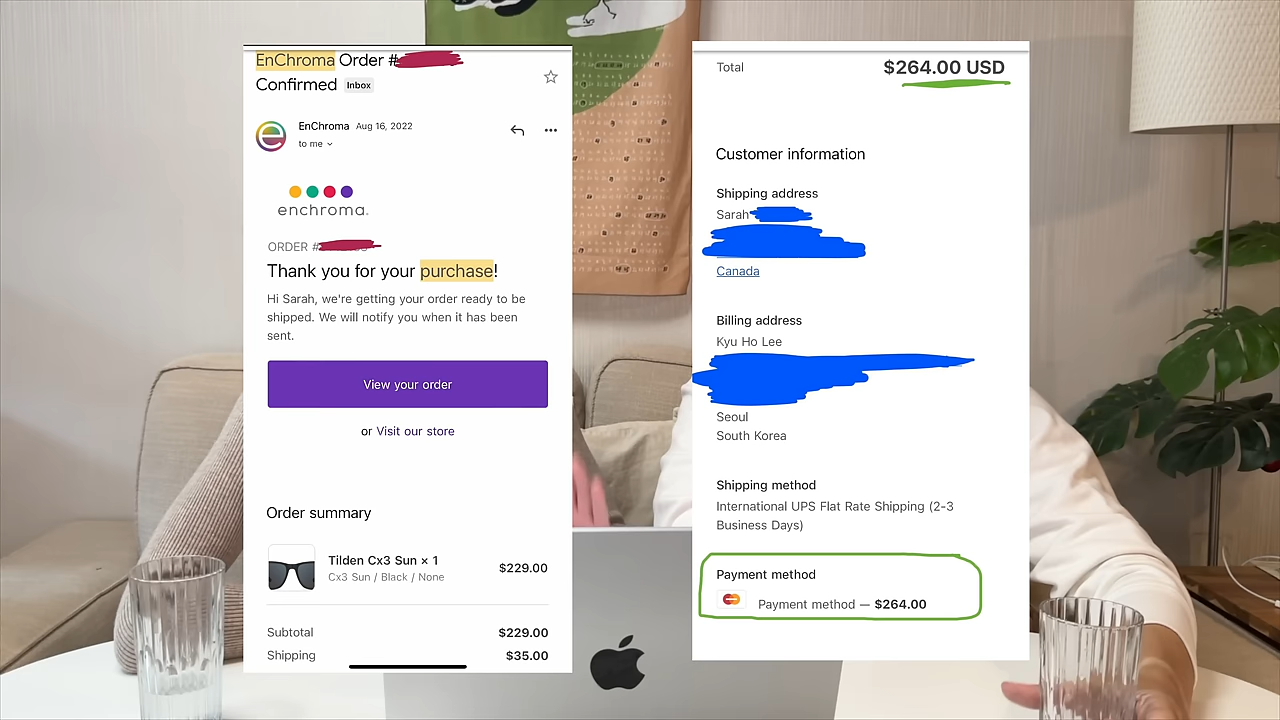 EnChroma Order #
Confirmed Inbox
EnChroma Aug 16, 2022
to me
enchroma.
ORDER #
Thank you for your purchase!
Hi Sarah, we're getting your order ready to be
shipped. We will notify you when it has been
sent.
View your order
or Visit our store
Order summary
Tilden Cx3 Sun × 1
Cx3 Sun / Black / None
$229.00
Subtotal $229.00
Shipping $35.00
Total $264.00 USD
Customer information
Shipping address
Sarah
Canada
Billing address
Kyu Ho Lee
Seoul
South Korea
Shipping method
International UPS Flat Rate Shipping (2-3
Business Days)
Payment method
Payment method — $264.00